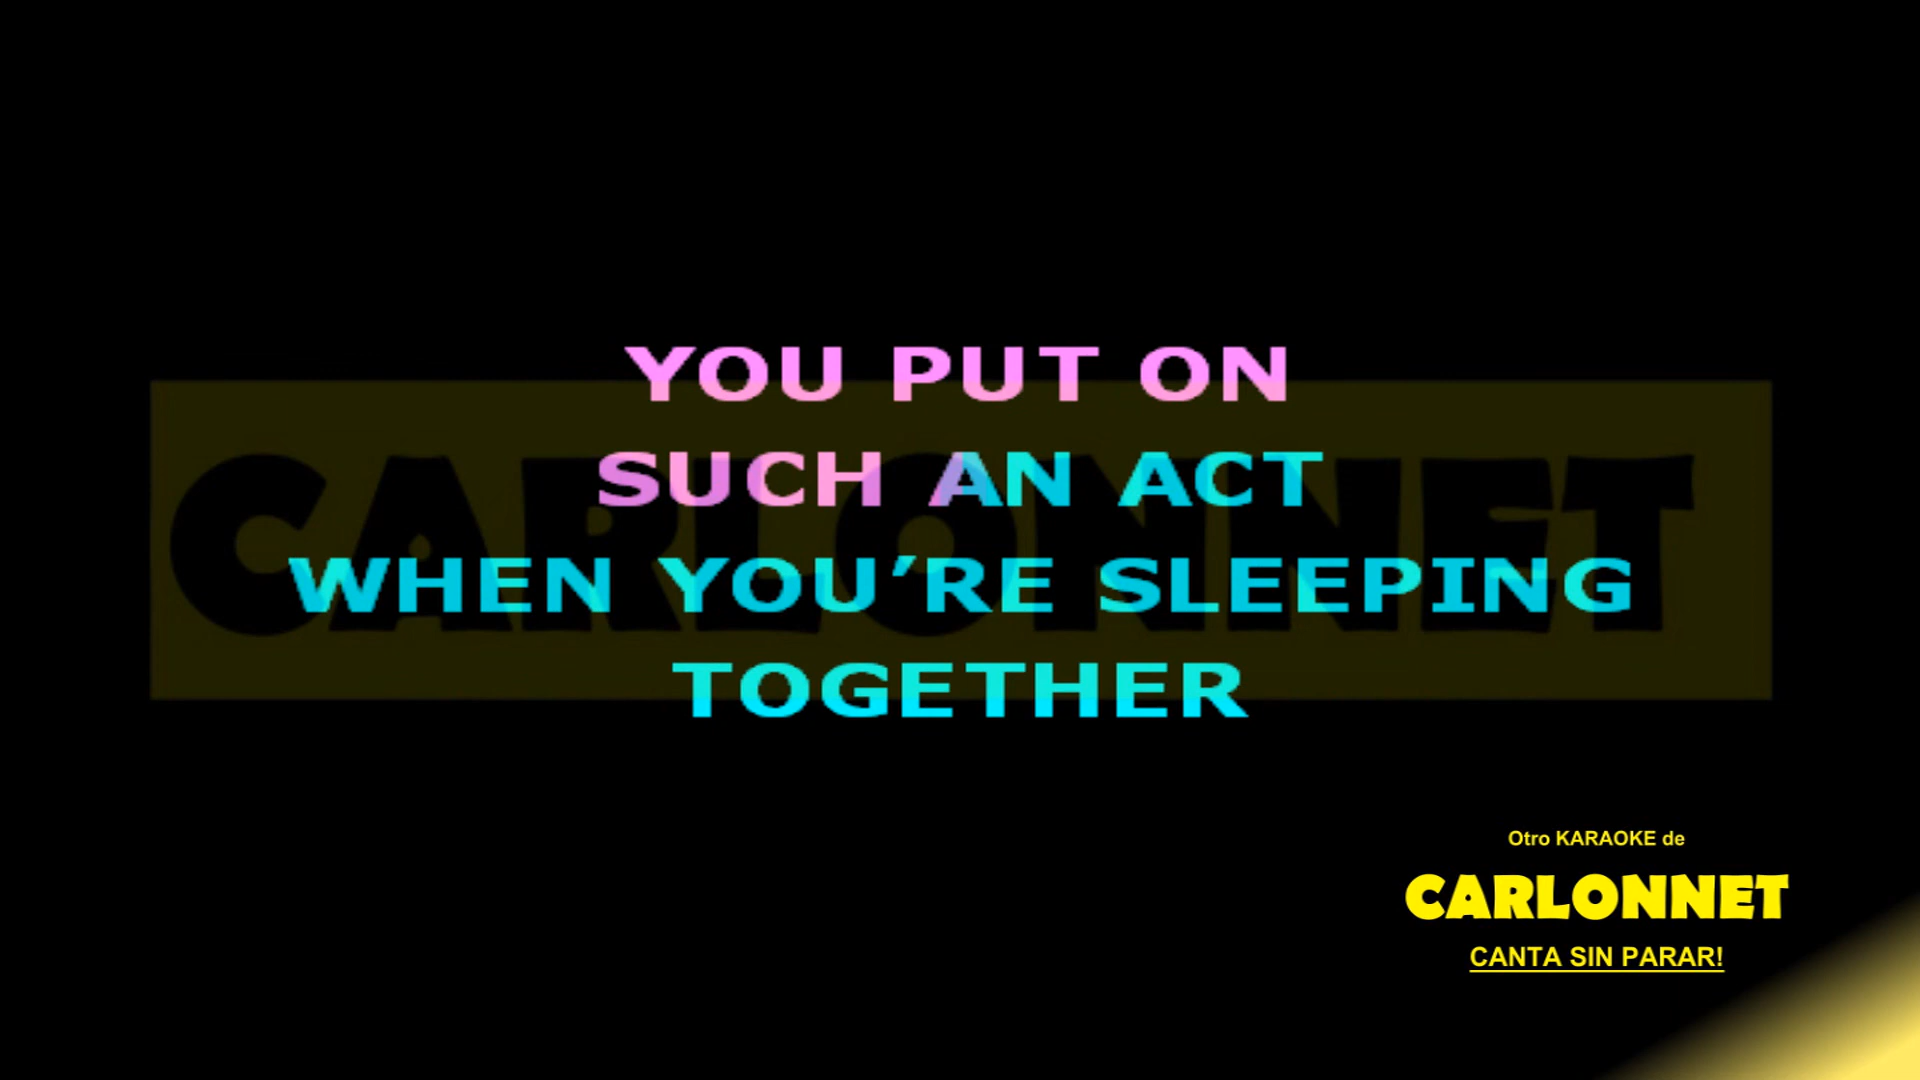 YOU PUT ON
SUCH AN ACT
WHEN YOU'RE SLEEPING
TOGETHER
CARLONNET
Otro KARAOKE de
CARLONNET
CANTA SIN PARAR!